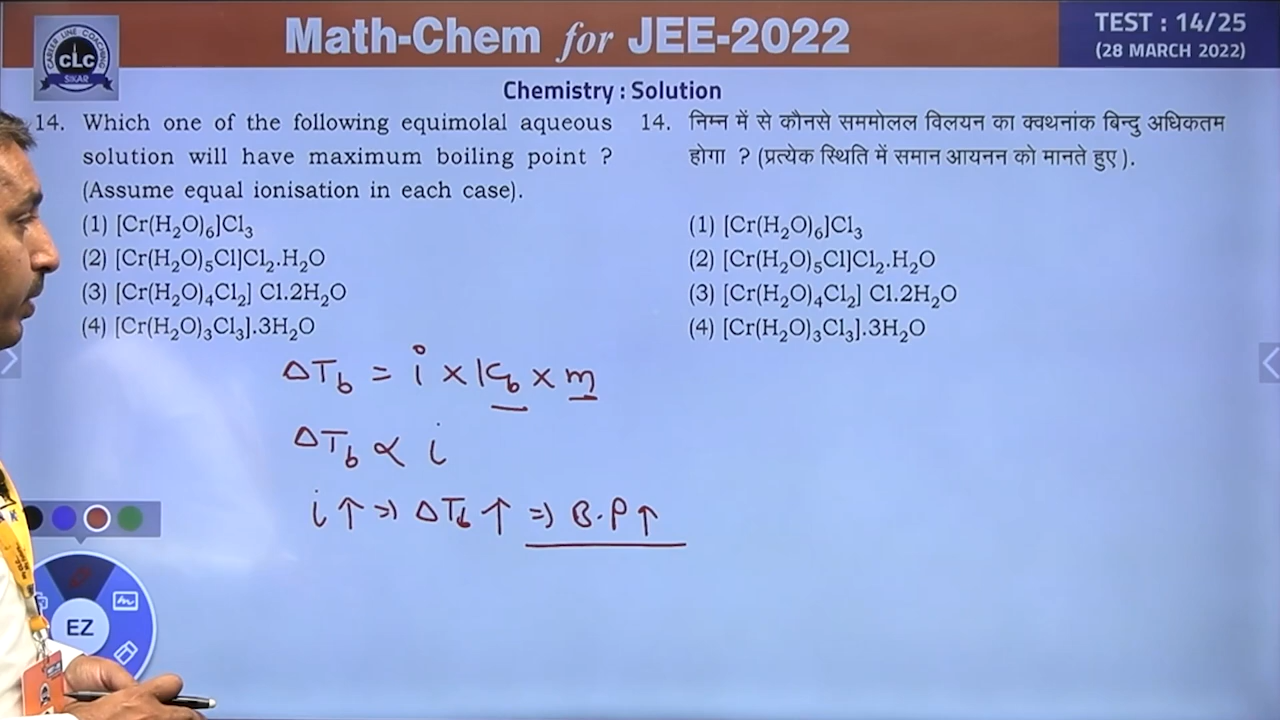 CAREER LINE COACHING
CLC
SIKAR
Math-Chem for JEE-2022
TEST : 14/25
(28 MARCH 2022)
Chemistry : Solution
14. Which one of the following equimolal aqueous
solution will have maximum boiling point ?
(Assume equal ionisation in each case).
(1) [Cr(H₂O)₆]Cl₃
(2) [Cr(H₂O)₅Cl]Cl₂.H₂O
(3) [Cr(H₂O)₄Cl₂] Cl.2H₂O
(4) [Cr(H₂O)₃Cl₃].3H₂O
14. निम्न में से कौनसे सममोलल विलयन का क्वथनांक बिन्दु अधिकतम
होगा ? (प्रत्येक स्थिति में समान आयनन को मानते हुए ).
(1) [Cr(H₂O)₆]Cl₃
(2) [Cr(H₂O)₅Cl]Cl₂.H₂O
(3) [Cr(H₂O)₄Cl₂] Cl.2H₂O
(4) [Cr(H₂O)₃Cl₃].3H₂O
ΔT_b = i × K_b × m
ΔT_b ∝ i
i ↑ ⇒ ΔT_b ↑ ⇒ B.P ↑
EZ